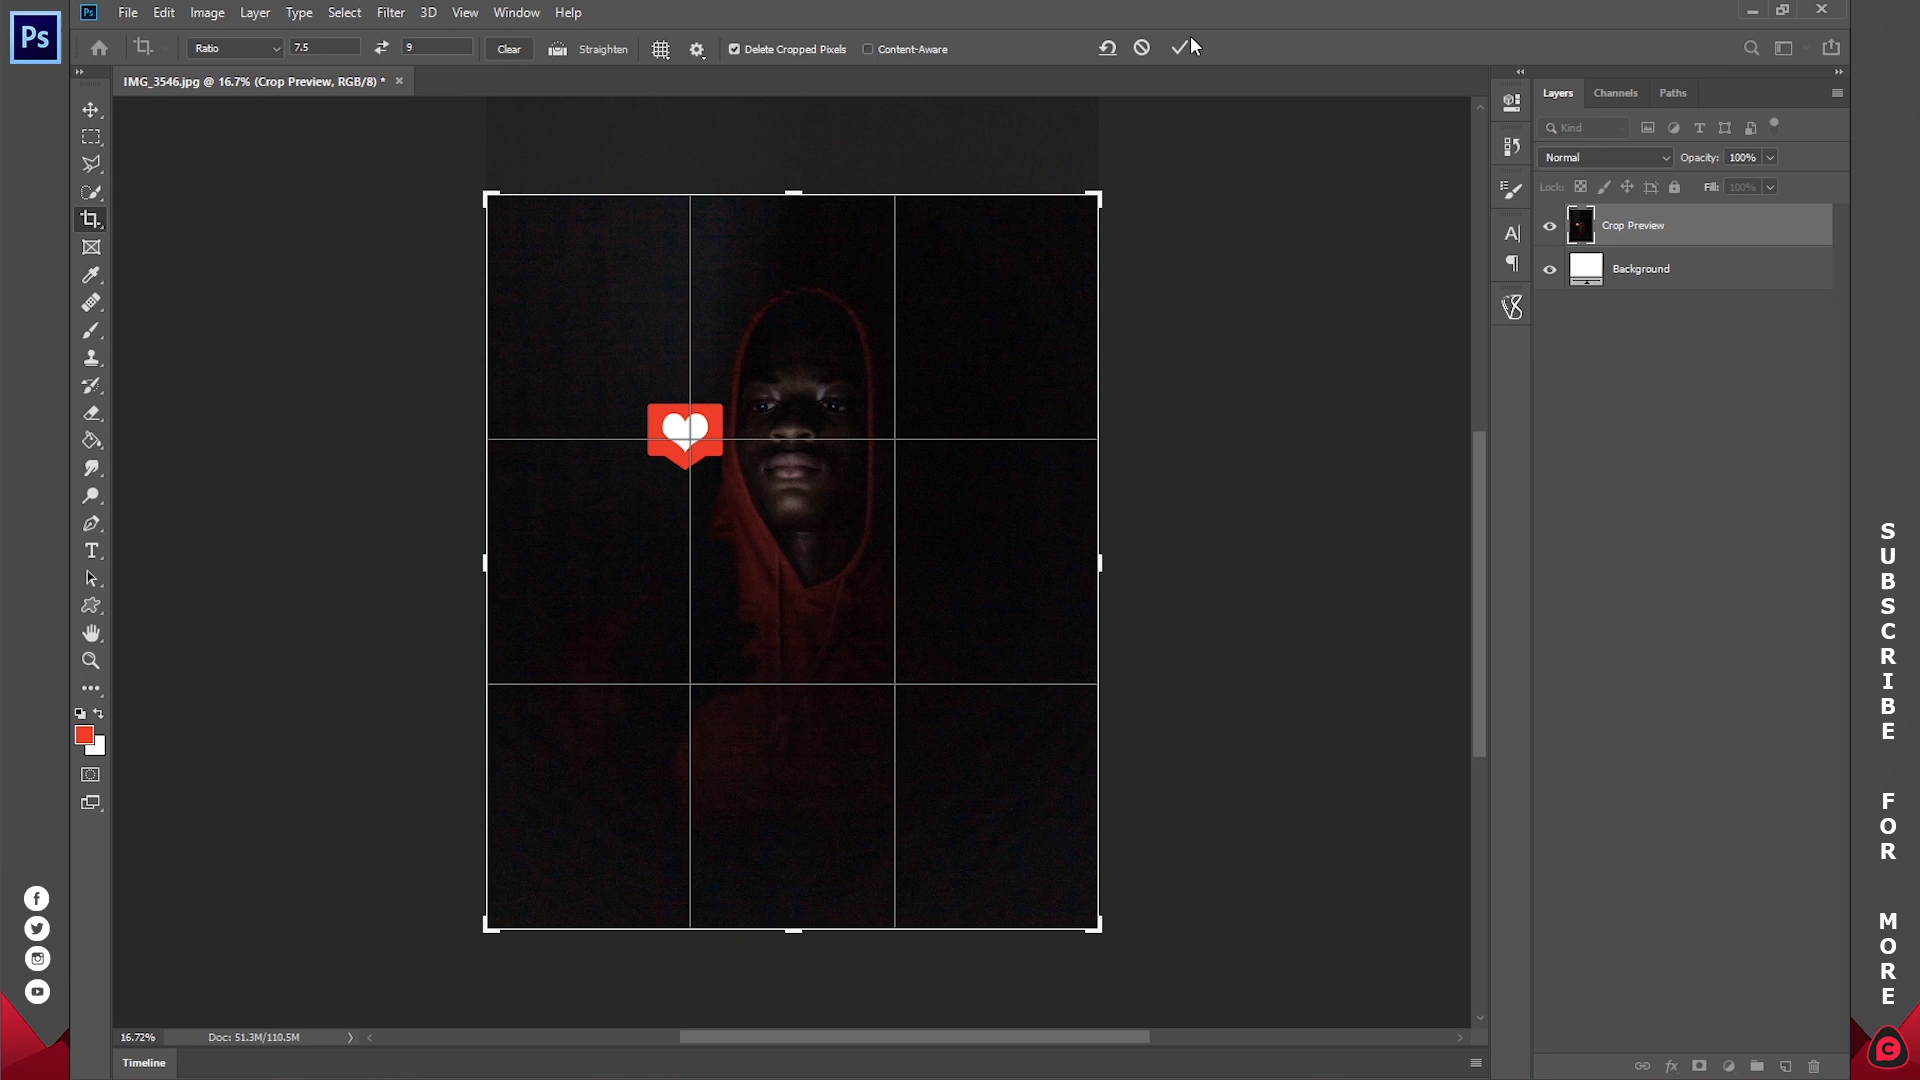 Ps
Ps File Edit Image Layer Type Select Filter 3D View Window Help
Ratio 7.5 9 Clear Straighten Delete Cropped Pixels Content-Aware
IMG_3546.jpg @ 16.7% (Crop Preview, RGB/8) *
Layers Channels Paths
Kind
Normal Opacity: 100%
Lock: Fill: 100%
Crop Preview
Background
16.72% Doc: 51.3M/110.5M
Timeline
SUBSCRIBE
FOR
MORE